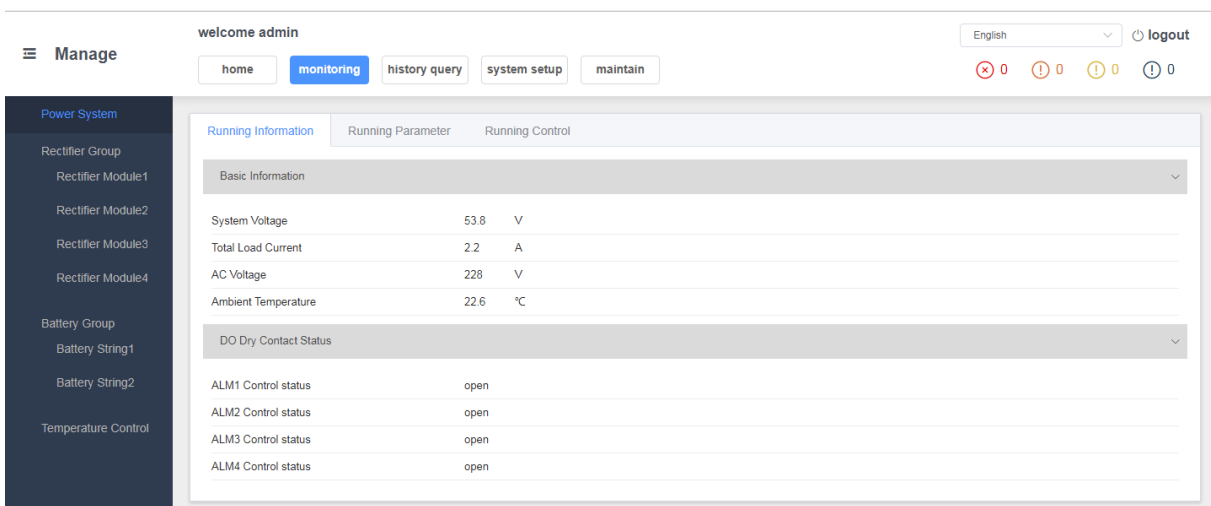 welcome admin
English
logout
Manage
home monitoring history query system setup maintain
0 0 0 0
Power System
Rectifier Group
Rectifier Module1
Rectifier Module2
Rectifier Module3
Rectifier Module4
Battery Group
Battery String1
Battery String2
Temperature Control
Running Information Running Parameter Running Control
Basic Information
System Voltage 53.8 V
Total Load Current 2.2 A
AC Voltage 228 V
Ambient Temperature 22.6 ℃
DO Dry Contact Status
ALM1 Control status open
ALM2 Control status open
ALM3 Control status open
ALM4 Control status open